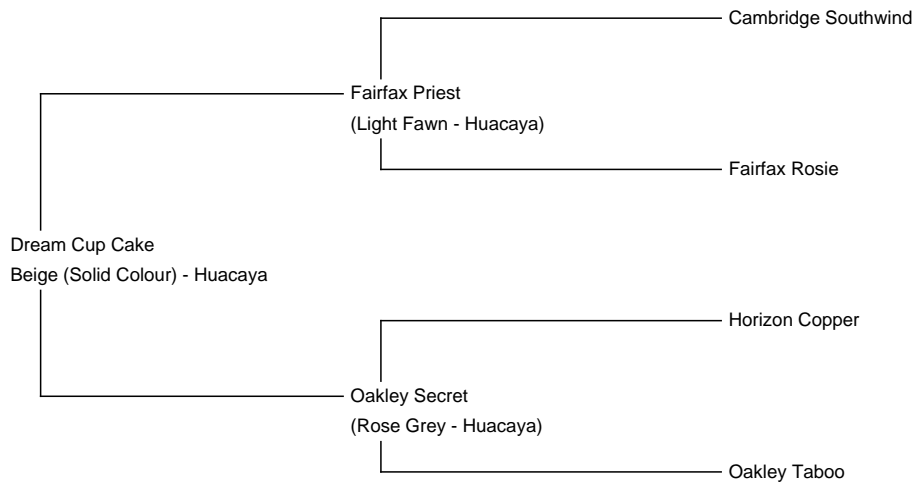 Cambridge Southwind
Fairfax Priest
(Light Fawn - Huacaya)
Fairfax Rosie
Dream Cup Cake
Beige (Solid Colour) - Huacaya
Horizon Copper
Oakley Secret
(Rose Grey - Huacaya)
Oakley Taboo